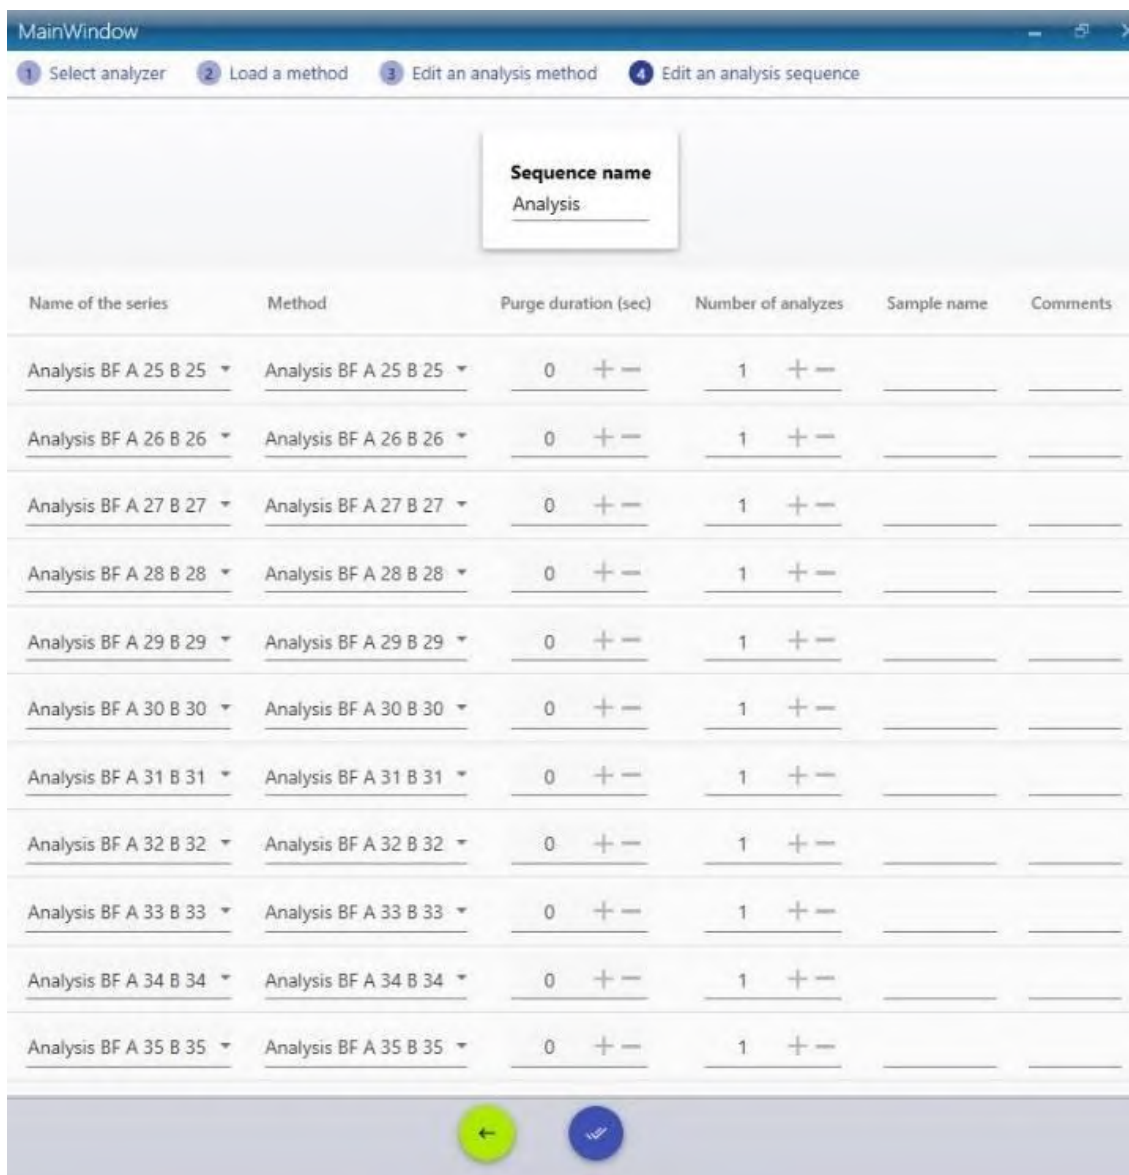 MainWindow
1 Select analyzer 2 Load a method 3 Edit an analysis method 4 Edit an analysis sequence
Sequence name
Analysis
Name of the series Method Purge duration (sec) Number of analyzes Sample name Comments
Analysis BF A 25 B 25 Analysis BF A 25 B 25 0 + − 1 + −
Analysis BF A 26 B 26 Analysis BF A 26 B 26 0 + − 1 + −
Analysis BF A 27 B 27 Analysis BF A 27 B 27 0 + − 1 + −
Analysis BF A 28 B 28 Analysis BF A 28 B 28 0 + − 1 + −
Analysis BF A 29 B 29 Analysis BF A 29 B 29 0 + − 1 + −
Analysis BF A 30 B 30 Analysis BF A 30 B 30 0 + − 1 + −
Analysis BF A 31 B 31 Analysis BF A 31 B 31 0 + − 1 + −
Analysis BF A 32 B 32 Analysis BF A 32 B 32 0 + − 1 + −
Analysis BF A 33 B 33 Analysis BF A 33 B 33 0 + − 1 + −
Analysis BF A 34 B 34 Analysis BF A 34 B 34 0 + − 1 + −
Analysis BF A 35 B 35 Analysis BF A 35 B 35 0 + − 1 + −